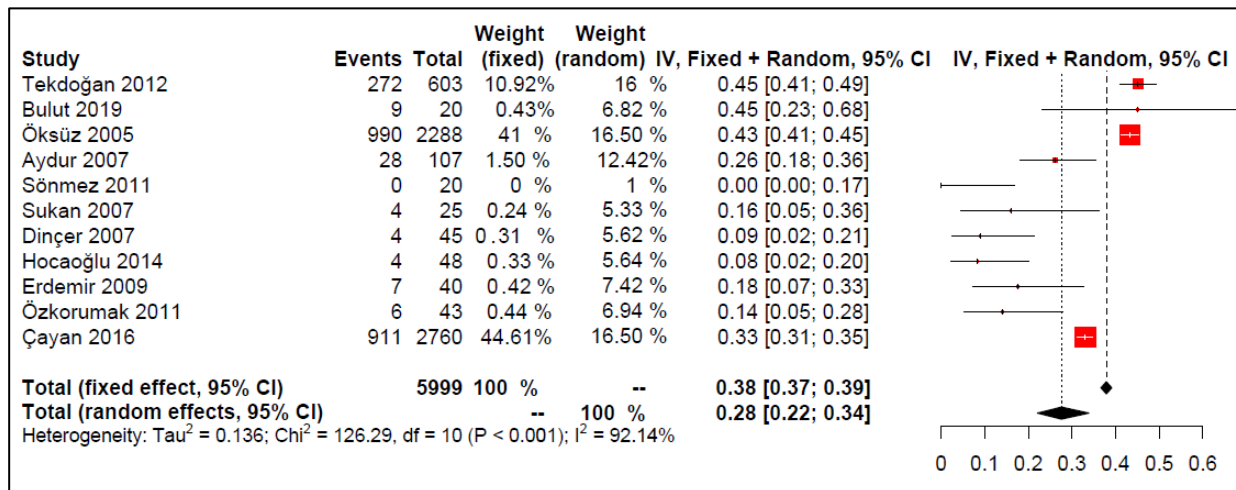 Weight Weight
Study Events Total (fixed) (random) IV, Fixed + Random, 95% CI IV, Fixed + Random, 95% CI
Tekdoğan 2012 272 603 10.92% 16 % 0.45 [0.41; 0.49]
Bulut 2019 9 20 0.43% 6.82 % 0.45 [0.23; 0.68]
Öksüz 2005 990 2288 41 % 16.50 % 0.43 [0.41; 0.45]
Aydur 2007 28 107 1.50 % 12.42% 0.26 [0.18; 0.36]
Sönmez 2011 0 20 0 % 1 % 0.00 [0.00; 0.17]
Sukan 2007 4 25 0.24 % 5.33 % 0.16 [0.05; 0.36]
Dinçer 2007 4 45 0.31 % 5.62 % 0.09 [0.02; 0.21]
Hocaoğlu 2014 4 48 0.33 % 5.64 % 0.08 [0.02; 0.20]
Erdemir 2009 7 40 0.42 % 7.42 % 0.18 [0.07; 0.33]
Özkorumak 2011 6 43 0.44 % 6.94 % 0.14 [0.05; 0.28]
Çayan 2016 911 2760 44.61% 16.50 % 0.33 [0.31; 0.35]
Total (fixed effect, 95% CI) 5999 100 % -- 0.38 [0.37; 0.39]
Total (random effects, 95% CI) -- 100 % 0.28 [0.22; 0.34]
Heterogeneity: Tau² = 0.136; Chi² = 126.29, df = 10 (P < 0.001); I² = 92.14%
0 0.1 0.2 0.3 0.4 0.5 0.6